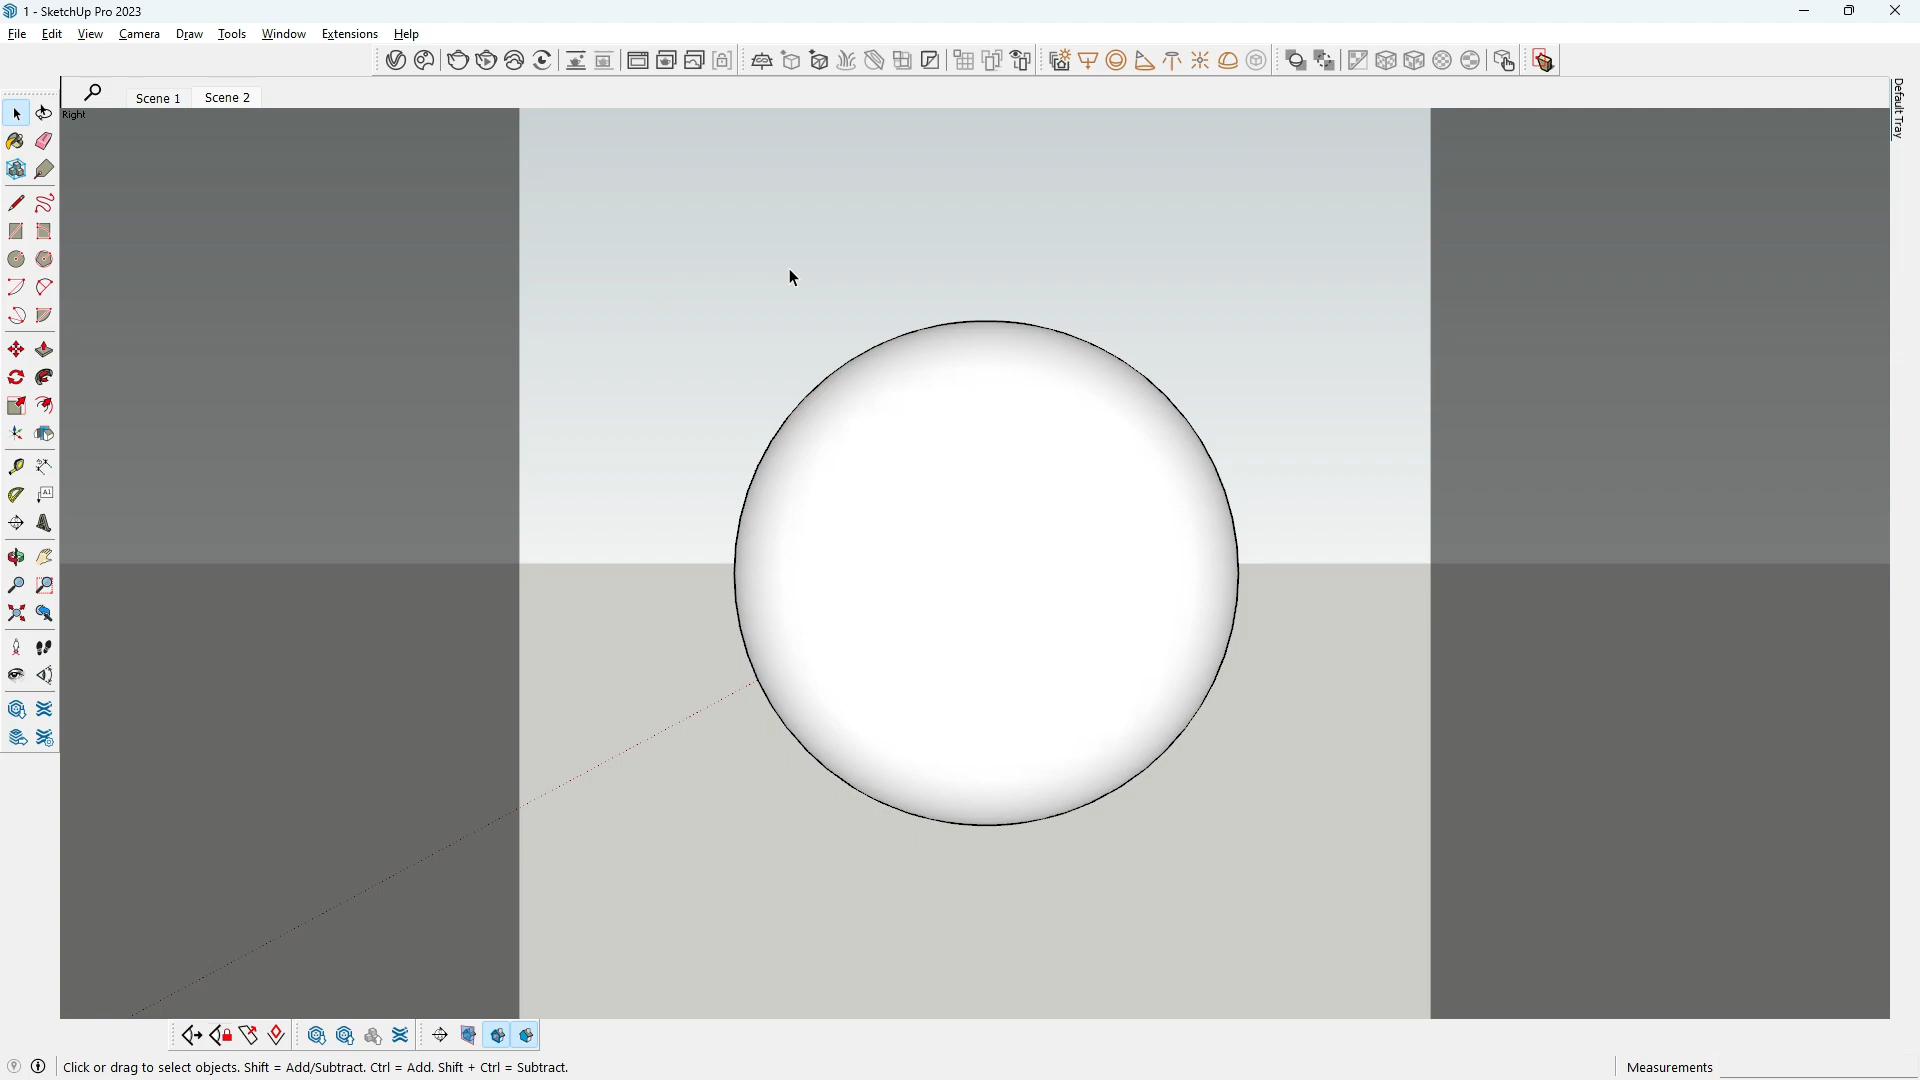 1 - SketchUp Pro 2023
File Edit View Camera Draw Tools Window Extensions Help
Scene 1 Scene 2
Default Tray
Right
A1
Click or drag to select objects. Shift = Add/Subtract. Ctrl = Add. Shift + Ctrl = Subtract.
Measurements